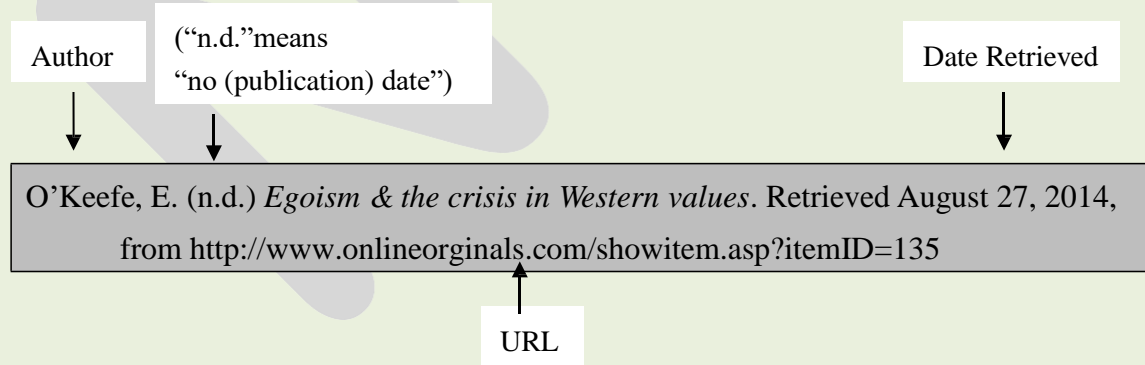 Author
(“n.d.”means
“no (publication) date”)
Date Retrieved
O’Keefe, E. (n.d.) Egoism & the crisis in Western values. Retrieved August 27, 2014,
from http://www.onlineorginals.com/showitem.asp?itemID=135
URL